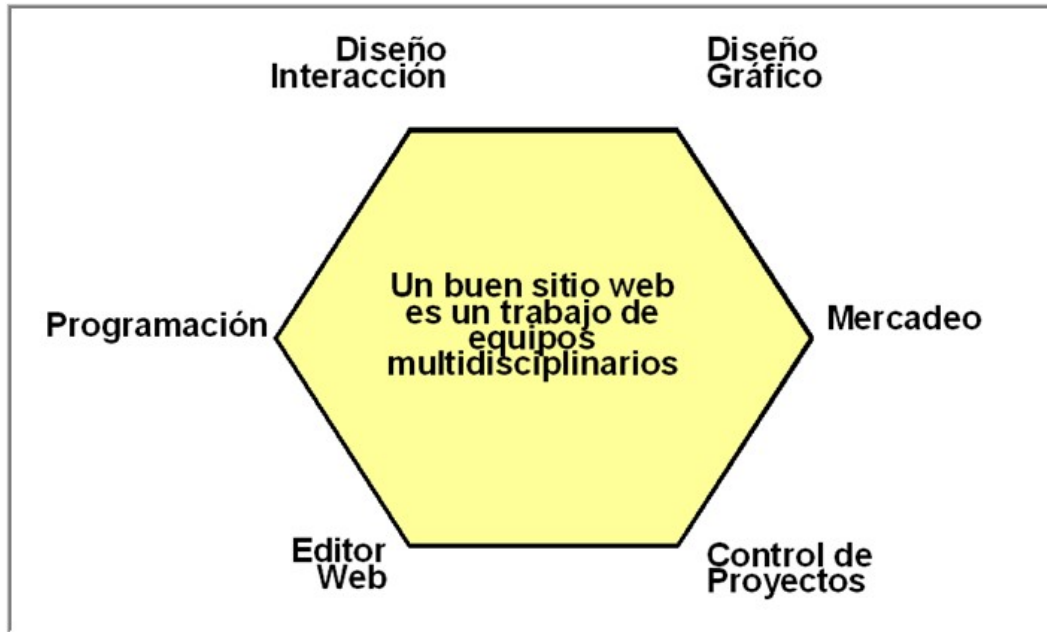 Diseño
Interacción
Diseño
Gráfico
Programación
Un buen sitio web
es un trabajo de
equipos
multidisciplinarios
Mercadeo
Editor
Web
Control de
Proyectos